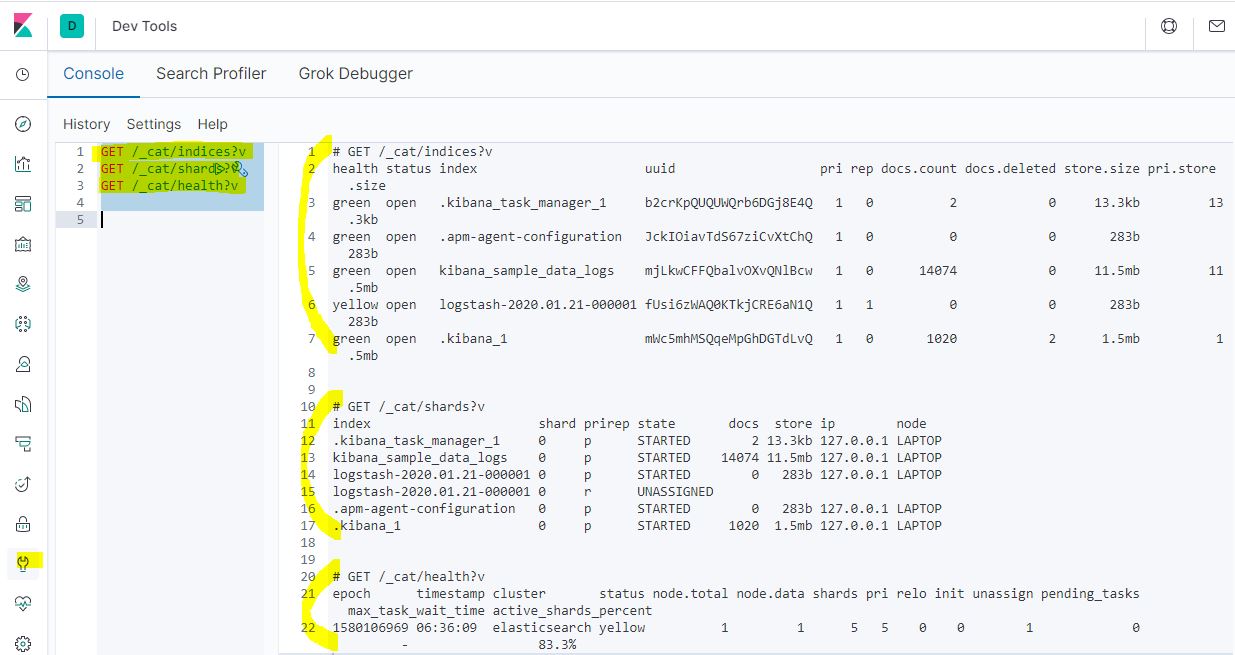 D Dev Tools
Console Search Profiler Grok Debugger
History Settings Help
1 GET /_cat/indices?v
2 GET /_cat/shards?v
3 GET /_cat/health?v
4
5
1 # GET /_cat/indices?v
2 health status index uuid pri rep docs.count docs.deleted store.size pri.store
.size
3 green open .kibana_task_manager_1 b2crKpQUQUWQrb6DGj8E4Q 1 0 2 0 13.3kb 13
.3kb
4 green open .apm-agent-configuration JckIOiavTdS67ziCvXtChQ 1 0 0 0 283b
283b
5 green open kibana_sample_data_logs mjLkwCFFQbalvOXvQNlBcw 1 0 14074 0 11.5mb 11
.5mb
6 yellow open logstash-2020.01.21-000001 fUsi6zWAQ0KTkjCRE6aN1Q 1 1 0 0 283b
283b
7 green open .kibana_1 mWc5mhMSQqeMpGhDGTdLvQ 1 0 1020 2 1.5mb 1
.5mb
8
9
10 # GET /_cat/shards?v
11 index shard prirep state docs store ip node
12 .kibana_task_manager_1 0 p STARTED 2 13.3kb 127.0.0.1 LAPTOP
13 kibana_sample_data_logs 0 p STARTED 14074 11.5mb 127.0.0.1 LAPTOP
14 logstash-2020.01.21-000001 0 p STARTED 0 283b 127.0.0.1 LAPTOP
15 logstash-2020.01.21-000001 0 r UNASSIGNED
16 .apm-agent-configuration 0 p STARTED 0 283b 127.0.0.1 LAPTOP
17 .kibana_1 0 p STARTED 1020 1.5mb 127.0.0.1 LAPTOP
18
19
20 # GET /_cat/health?v
21 epoch timestamp cluster status node.total node.data shards pri relo init unassign pending_tasks
max_task_wait_time active_shards_percent
22 1580106969 06:36:09 elasticsearch yellow 1 1 5 5 0 0 1 0
- 83.3%